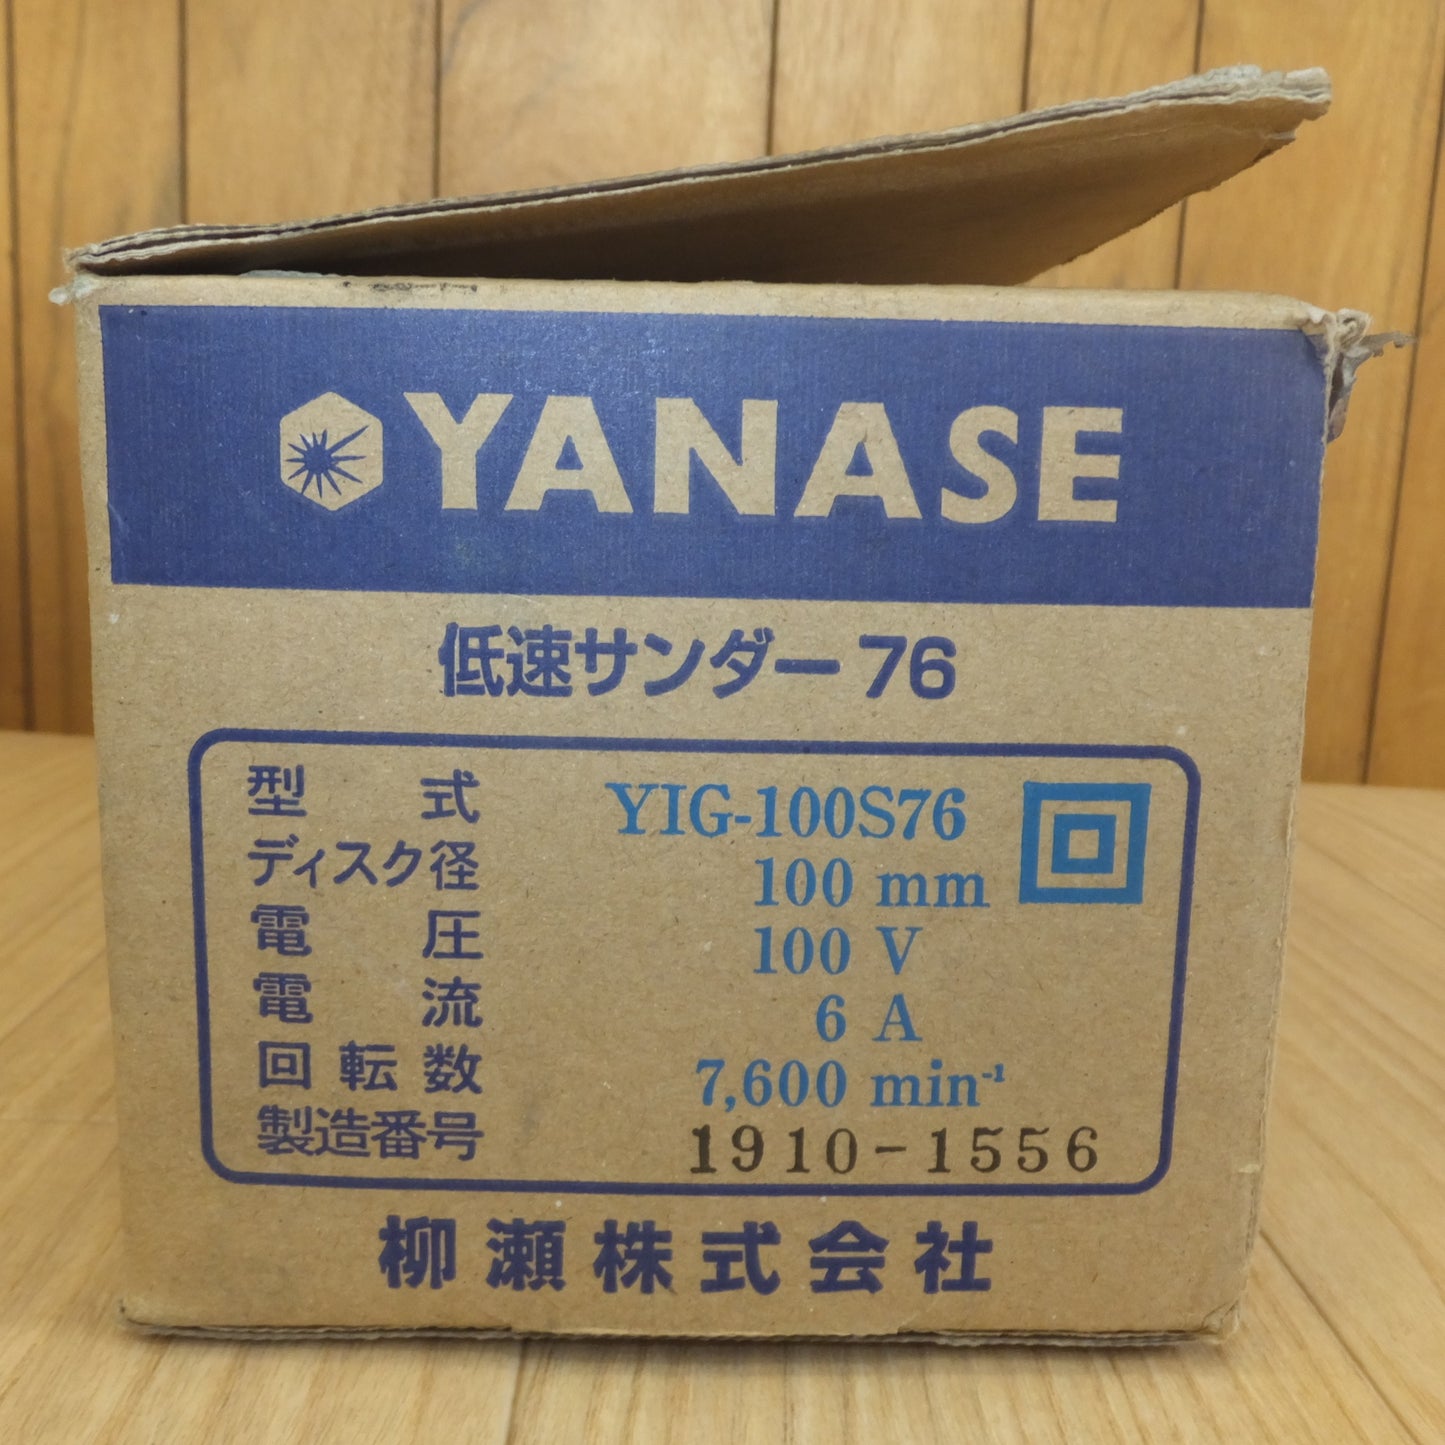 YANASE
低速サンダー76
型式 YIG-100S76
ディスク径 100 mm
電圧 100 V
電流 6 A
回転数 7,600 min⁻¹
製造番号 1910-1556
柳瀬株式会社